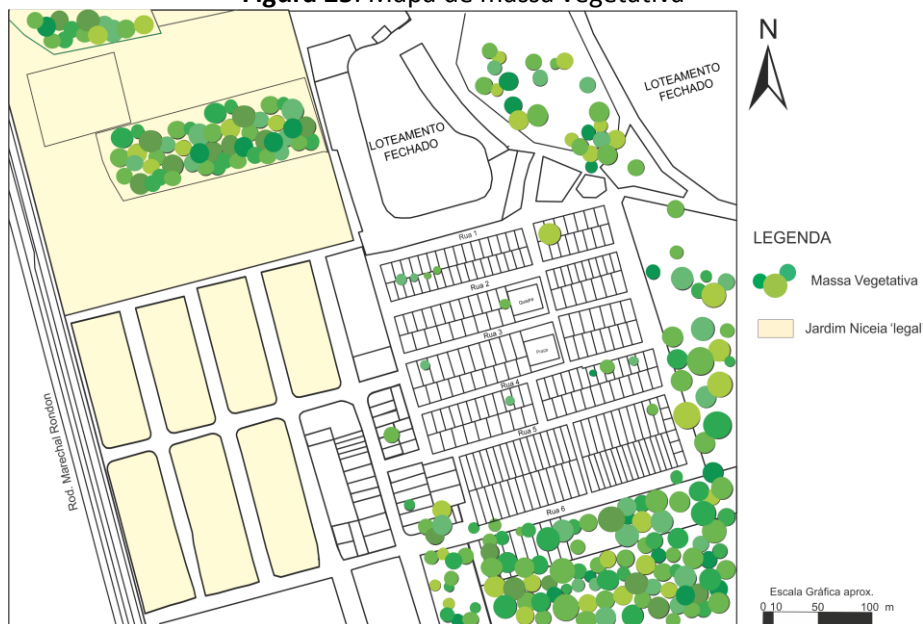 Figura 25: Mapa de massa vegetativa
LOTEAMENTO
FECHADO
LOTEAMENTO
FECHADO
N
Rua 1
Rua 2
Quadra
Rua 3
Praça
Rua 4
Rua 5
Rua 6
Rod. Marechal Rondon
LEGENDA
Massa Vegetativa
Jardim Niceia 'legal'
Escala Gráfica aprox.
0 10 50 100 m